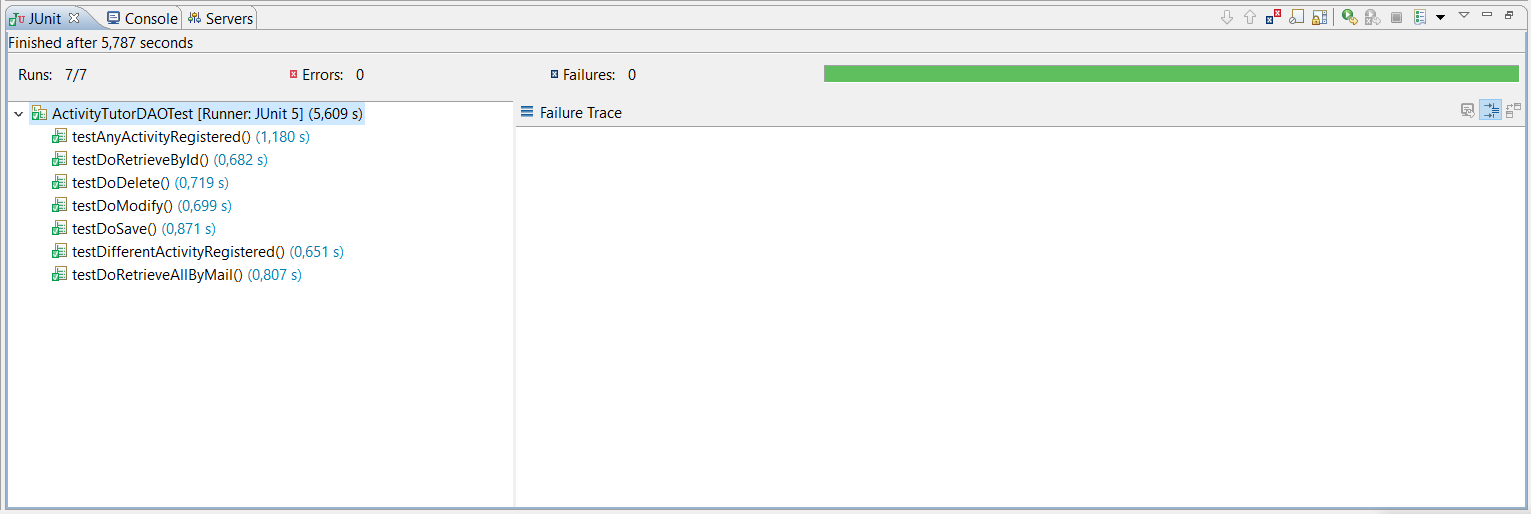 JUnit Console Servers
Finished after 5,787 seconds
Runs: 7/7 Errors: 0 Failures: 0
ActivityTutorDAOTest [Runner: JUnit 5] (5,609 s)
Failure Trace
testAnyActivityRegistered() (1,180 s)
testDoRetrieveById() (0,682 s)
testDoDelete() (0,719 s)
testDoModify() (0,699 s)
testDoSave() (0,871 s)
testDifferentActivityRegistered() (0,651 s)
testDoRetrieveAllByMail() (0,807 s)